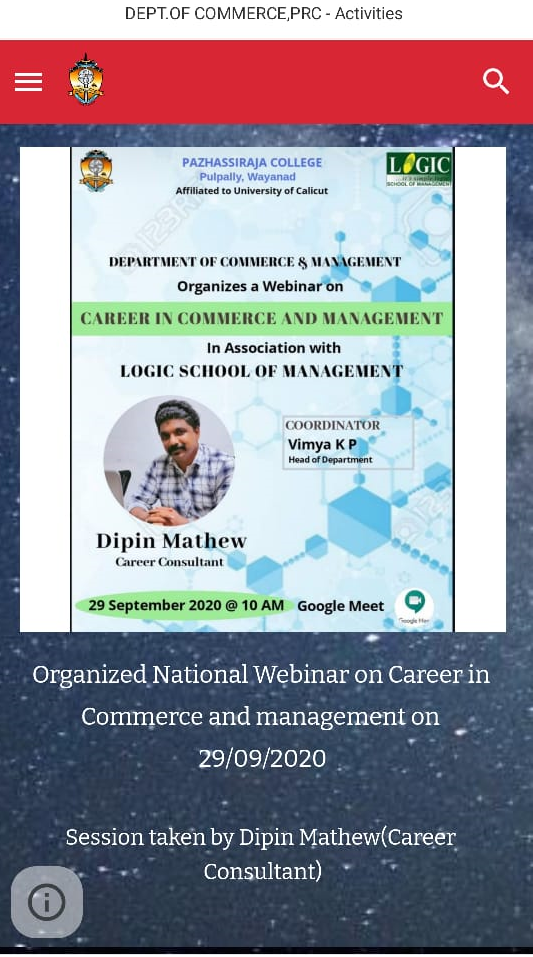 DEPT.OF COMMERCE,PRC - Activities
PAZHASSIRAJA COLLEGE
Pulpally, Wayanad
Affiliated to University of Calicut
LOGIC
SCHOOL OF MANAGEMENT
DEPARTMENT OF COMMERCE & MANAGEMENT
Organizes a Webinar on
CAREER IN COMMERCE AND MANAGEMENT
In Association with
LOGIC SCHOOL OF MANAGEMENT
COORDINATOR
Vimya K P
Head of Department
Dipin Mathew
Career Consultant
29 September 2020 @ 10 AM Google Meet
Organized National Webinar on Career in
Commerce and management on
29/09/2020
Session taken by Dipin Mathew(Career
Consultant)